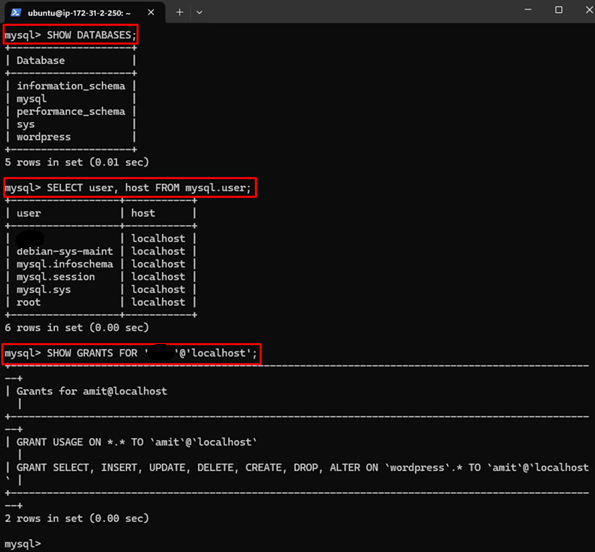 ubuntu@ip-172-31-2-250: ~
mysql> SHOW DATABASES;
+--------------------+
| Database           |
+--------------------+
| information_schema |
| mysql              |
| performance_schema |
| sys                |
| wordpress          |
+--------------------+
5 rows in set (0.01 sec)
mysql> SELECT user, host FROM mysql.user;
+------------------+-----------+
| user             | host      |
+------------------+-----------+
|                  | localhost |
| debian-sys-maint | localhost |
| mysql.infoschema | localhost |
| mysql.session    | localhost |
| mysql.sys        | localhost |
| root             | localhost |
+------------------+-----------+
6 rows in set (0.00 sec)
mysql> SHOW GRANTS FOR '    '@'localhost';
+---------------------------------------------------------------------------------------
--+
| Grants for amit@localhost
  |
+---------------------------------------------------------------------------------------
--+
| GRANT USAGE ON *.* TO `amit`@`localhost`
  |
| GRANT SELECT, INSERT, UPDATE, DELETE, CREATE, DROP, ALTER ON `wordpress`.* TO `amit`@`localhost
` |
+---------------------------------------------------------------------------------------
--+
2 rows in set (0.00 sec)
mysql>